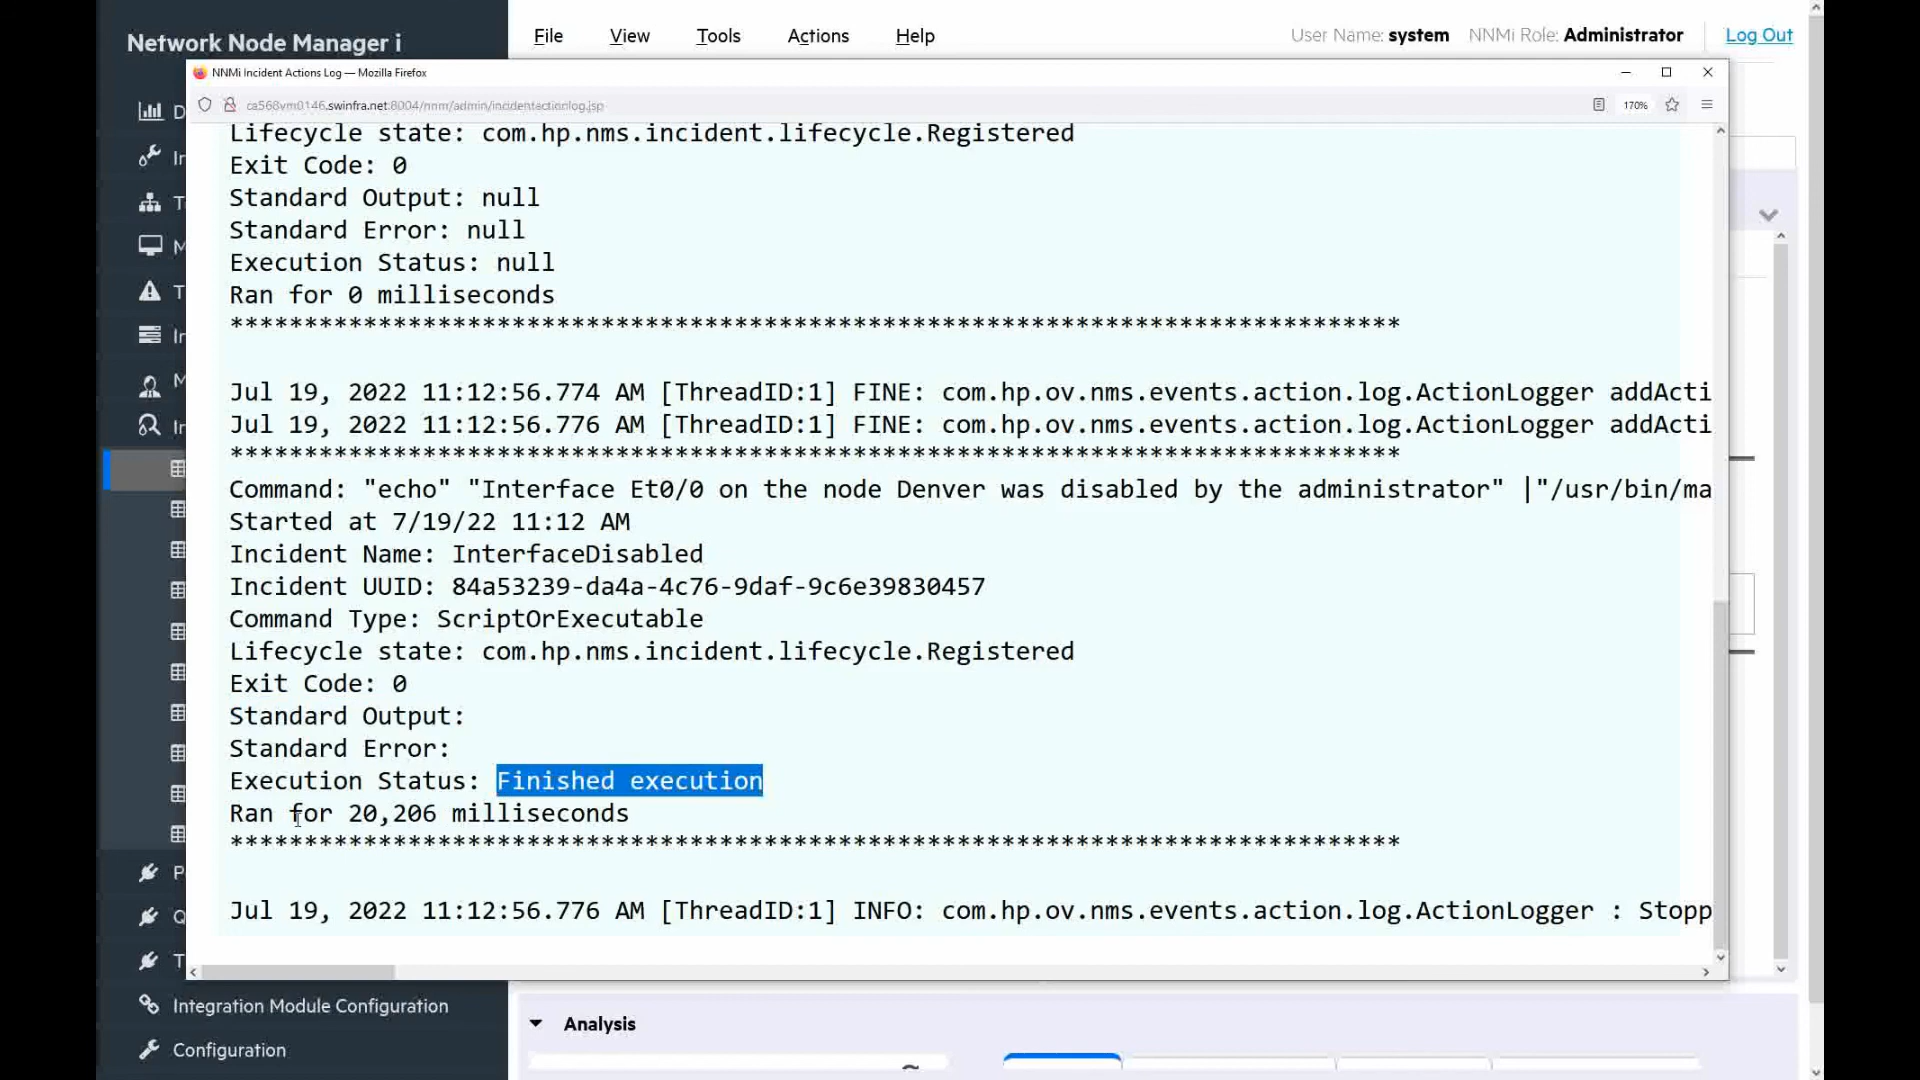 Network Node Manager i
File View Tools Actions Help
User Name: system NNMi Role: Administrator Log Out
NNMi Incident Actions Log — Mozilla Firefox
ca568vm0146.swinfra.net:8004/nnm/admin/incidentactionlog.jsp
170%
Lifecycle state: com.hp.nms.incident.lifecycle.Registered
Exit Code: 0
Standard Output: null
Standard Error: null
Execution Status: null
Ran for 0 milliseconds
*******************************************************************************
Jul 19, 2022 11:12:56.774 AM [ThreadID:1] FINE: com.hp.ov.nms.events.action.log.ActionLogger addActi
Jul 19, 2022 11:12:56.776 AM [ThreadID:1] FINE: com.hp.ov.nms.events.action.log.ActionLogger addActi
*******************************************************************************
Command: "echo" "Interface Et0/0 on the node Denver was disabled by the administrator" |"/usr/bin/ma
Started at 7/19/22 11:12 AM
Incident Name: InterfaceDisabled
Incident UUID: 84a53239-da4a-4c76-9daf-9c6e39830457
Command Type: ScriptOrExecutable
Lifecycle state: com.hp.nms.incident.lifecycle.Registered
Exit Code: 0
Standard Output:
Standard Error:
Execution Status: Finished execution
Ran for 20,206 milliseconds
*******************************************************************************
Jul 19, 2022 11:12:56.776 AM [ThreadID:1] INFO: com.hp.ov.nms.events.action.log.ActionLogger : Stopp
Integration Module Configuration
Configuration
Analysis